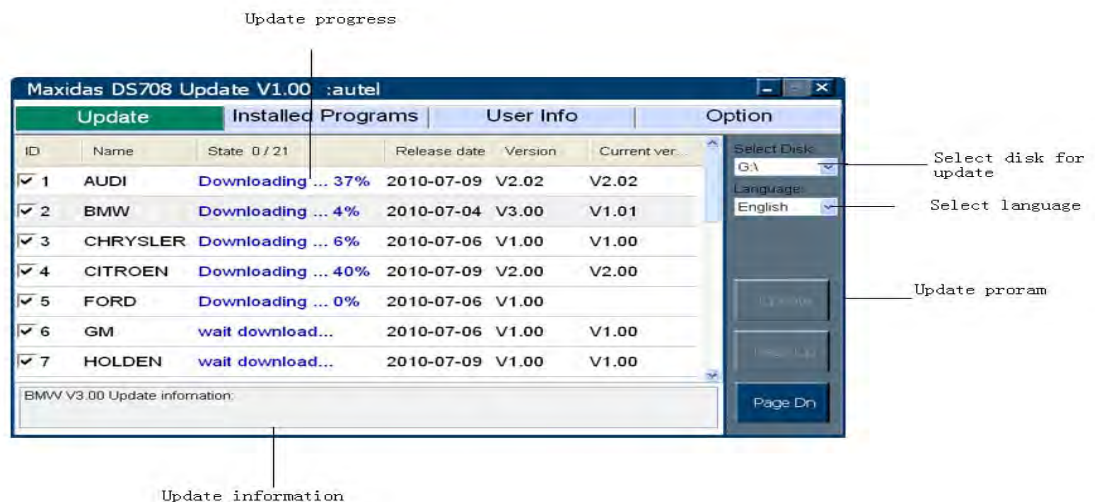 Update progress
Maxidas DS708 Update V1.00 :autel
Update Installed Programs User Info Option
ID Name State 0 / 21 Release date Version Current ver... Select Disk:
G:\
1 AUDI Downloading ... 37% 2010-07-09 V2.02 V2.02
Select disk for
update
Language:
English
Select language
2 BMW Downloading ... 4% 2010-07-04 V3.00 V1.01
3 CHRYSLER Downloading ... 6% 2010-07-06 V1.00 V1.00
4 CITROEN Downloading ... 40% 2010-07-09 V2.00 V2.00
5 FORD Downloading ... 0% 2010-07-06 V1.00
Update
Update proram
6 GM wait download... 2010-07-06 V1.00 V1.00
7 HOLDEN wait download... 2010-07-09 V1.00 V1.00
Page Up
BMW V3.00 Update infornation:
Page Dn
Update information